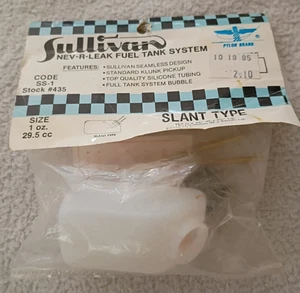 Sullivan
PYLON BRAND
NEV-R-LEAK FUEL TANK SYSTEM
FEATURES:
• SULLIVAN SEAMLESS DESIGN
• STANDARD KLUNK PICKUP
• TOP QUALITY SILICONE TUBING
• FULL TANK SYSTEM BUBBLE
CODE
SS-1
Stock #435
2.10
SIZE
1 oz.
29.5 cc
SLANT TYPE